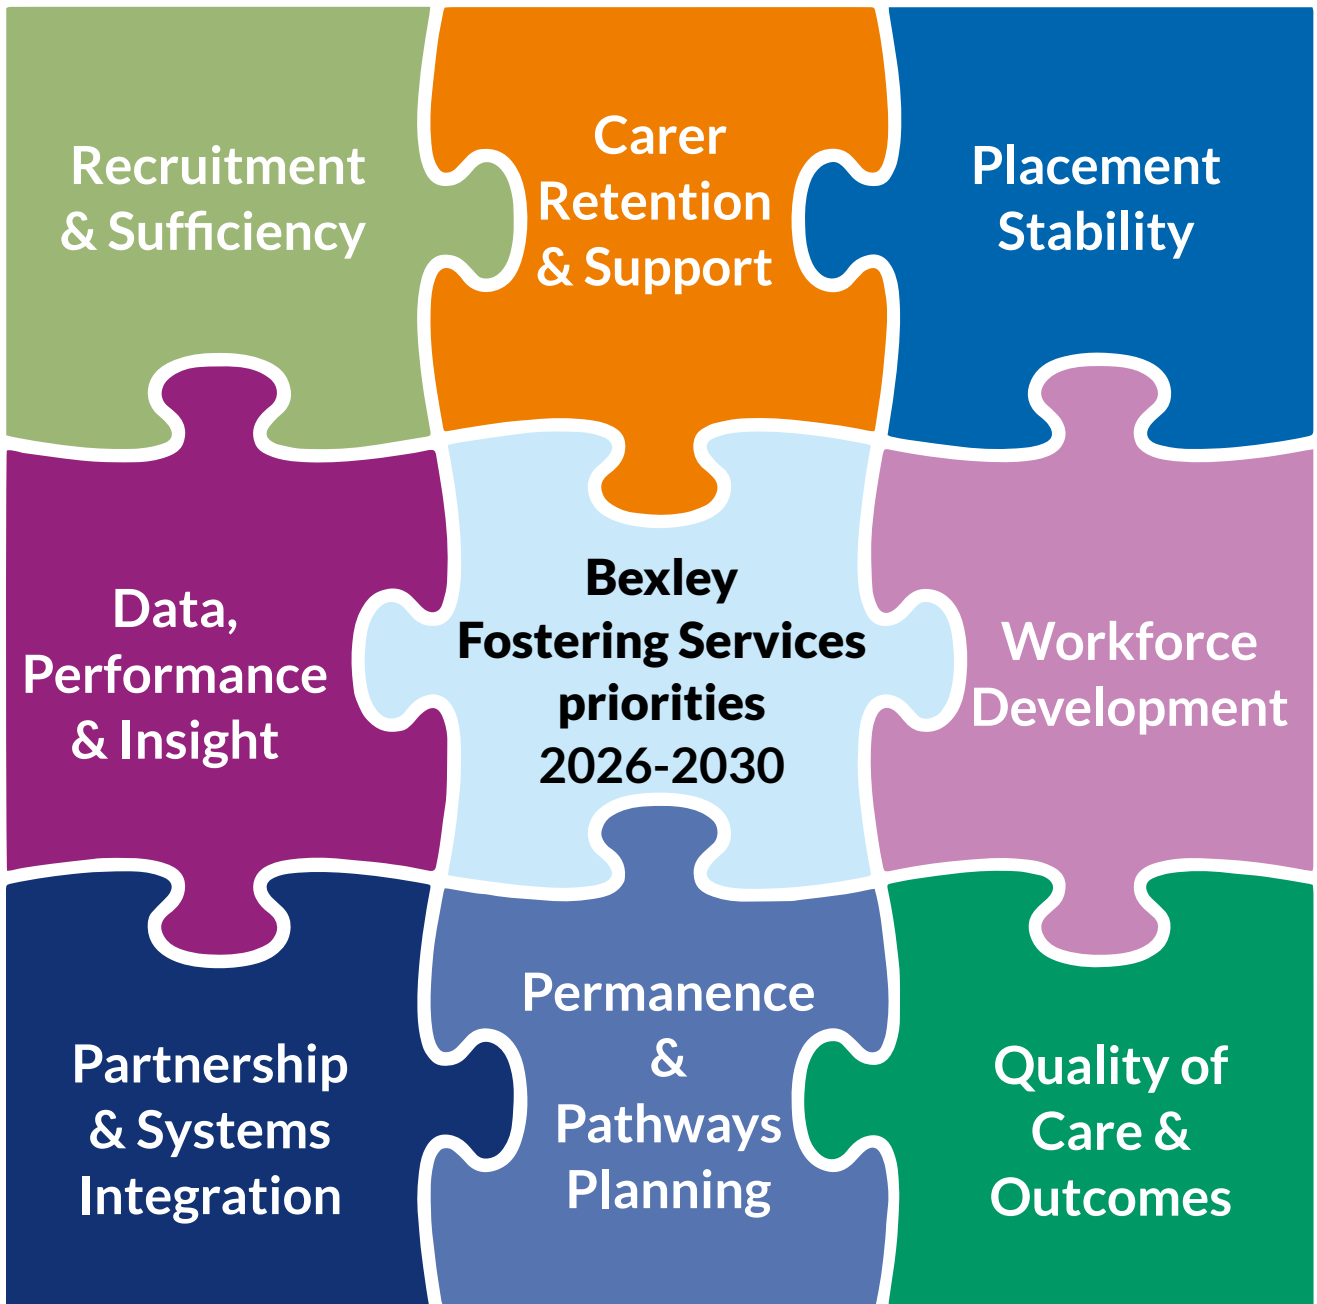 Recruitment
& Sufficiency
Carer
Retention
& Support
Placement
Stability
Data,
Performance
& Insight
Bexley
Fostering Services
priorities
2026-2030
Workforce
Development
Partnership
& Systems
Integration
Permanence
&
Pathways
Planning
Quality of
Care &
Outcomes